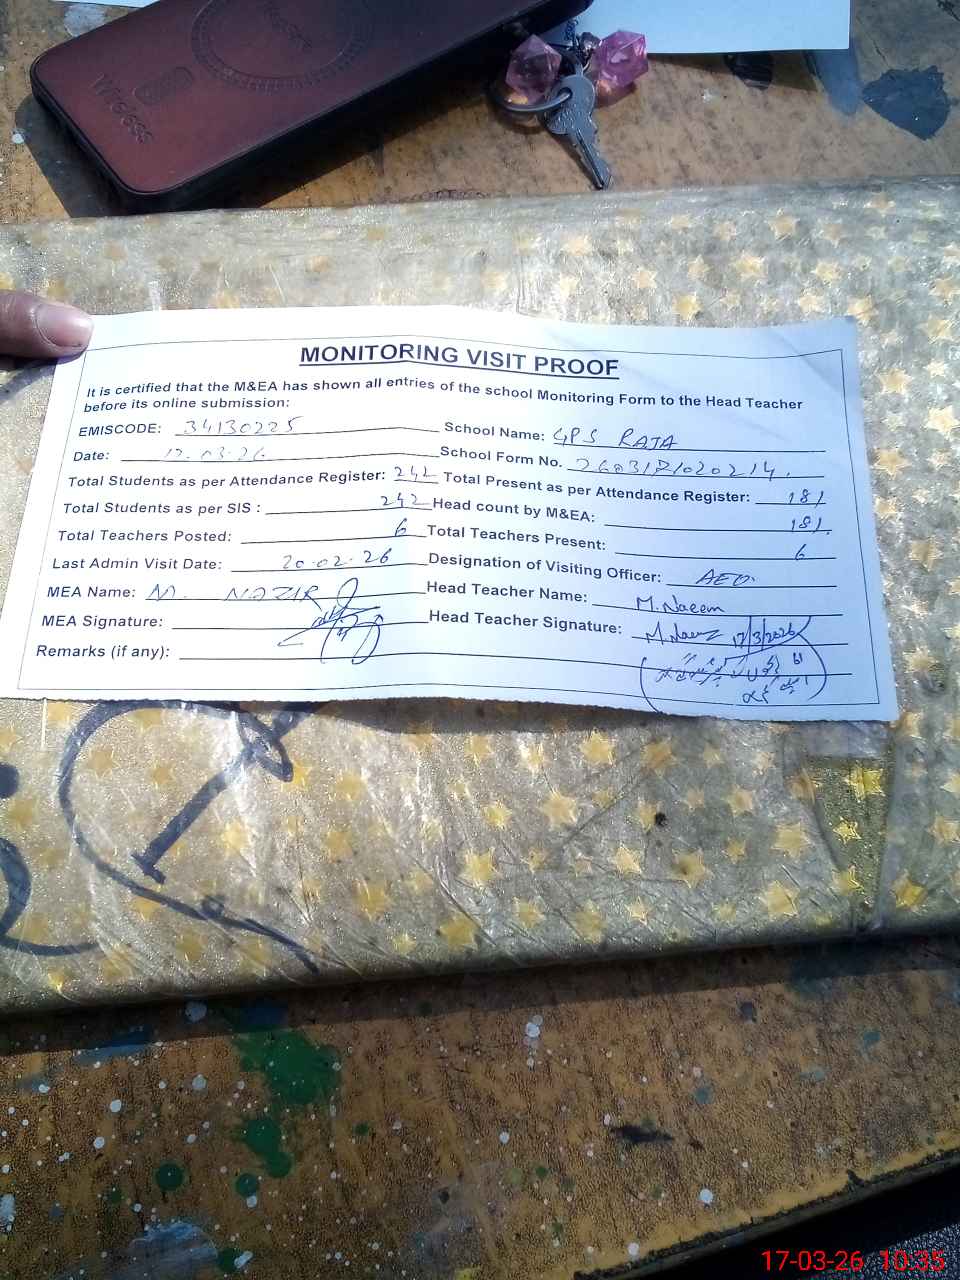 Wireless
MONITORING VISIT PROOF
It is certified that the M&EA has shown all entries of the school Monitoring Form to the Head Teacher
before its online submission:
EMISCODE: 34130225 School Name: GPS RAJA
Date: 17.03.26 School Form No.
Total Students as per Attendance Register: 242 Total Present as per Attendance Register: 181
Total Students as per SIS : 242 Head count by M&EA: 181.
Total Teachers Posted: 6 Total Teachers Present: 6
Last Admin Visit Date: 20.02.26 Designation of Visiting Officer: AEO.
MEA Name: M. NAZIR Head Teacher Name: M.Naeem
MEA Signature: Head Teacher Signature: 17/3/2026
Remarks (if any):
17-03-26 10:35